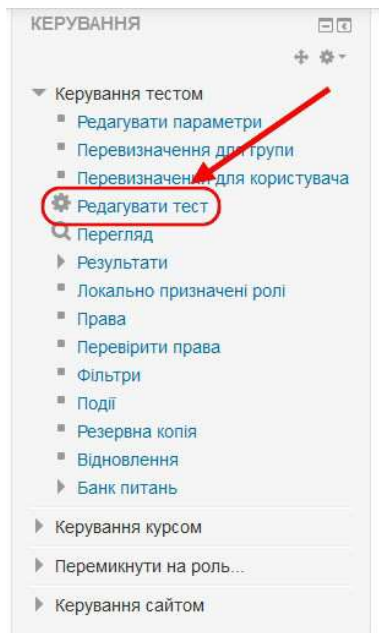 КЕРУВАННЯ
Керування тестом
Редагувати параметри
Перевизначення для групи
Перевизначення для користувача
Редагувати тест
Перегляд
Результати
Локально призначені ролі
Права
Перевірити права
Фільтри
Події
Резервна копія
Відновлення
Банк питань
Керування курсом
Перемикнути на роль...
Керування сайтом